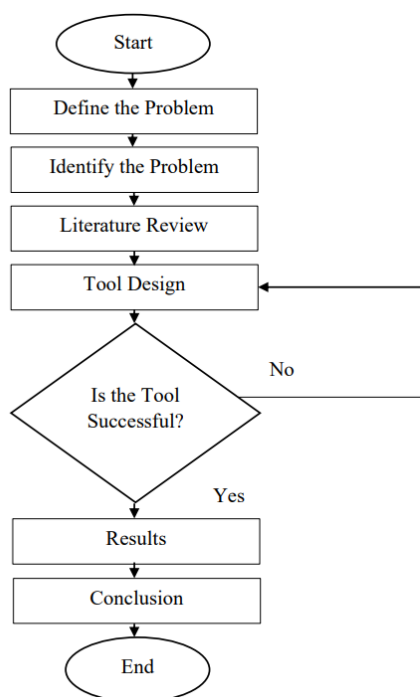 Start
Define the Problem
Identify the Problem
Literature Review
Tool Design
Is the Tool
Successful?
No
Yes
Results
Conclusion
End